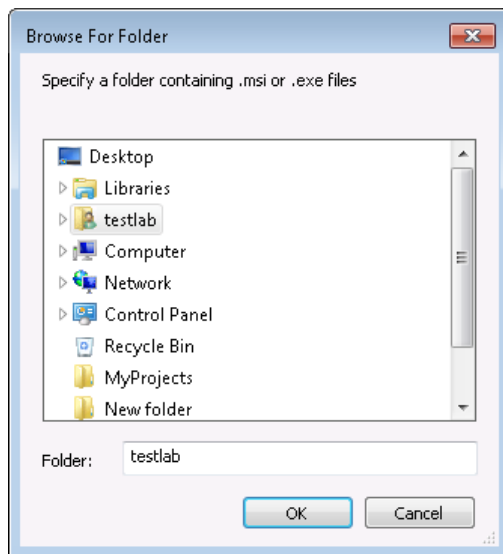 Browse For Folder
Specify a folder containing .msi or .exe files
Desktop
Libraries
testlab
Computer
Network
Control Panel
Recycle Bin
MyProjects
New folder
Folder: testlab
OK Cancel